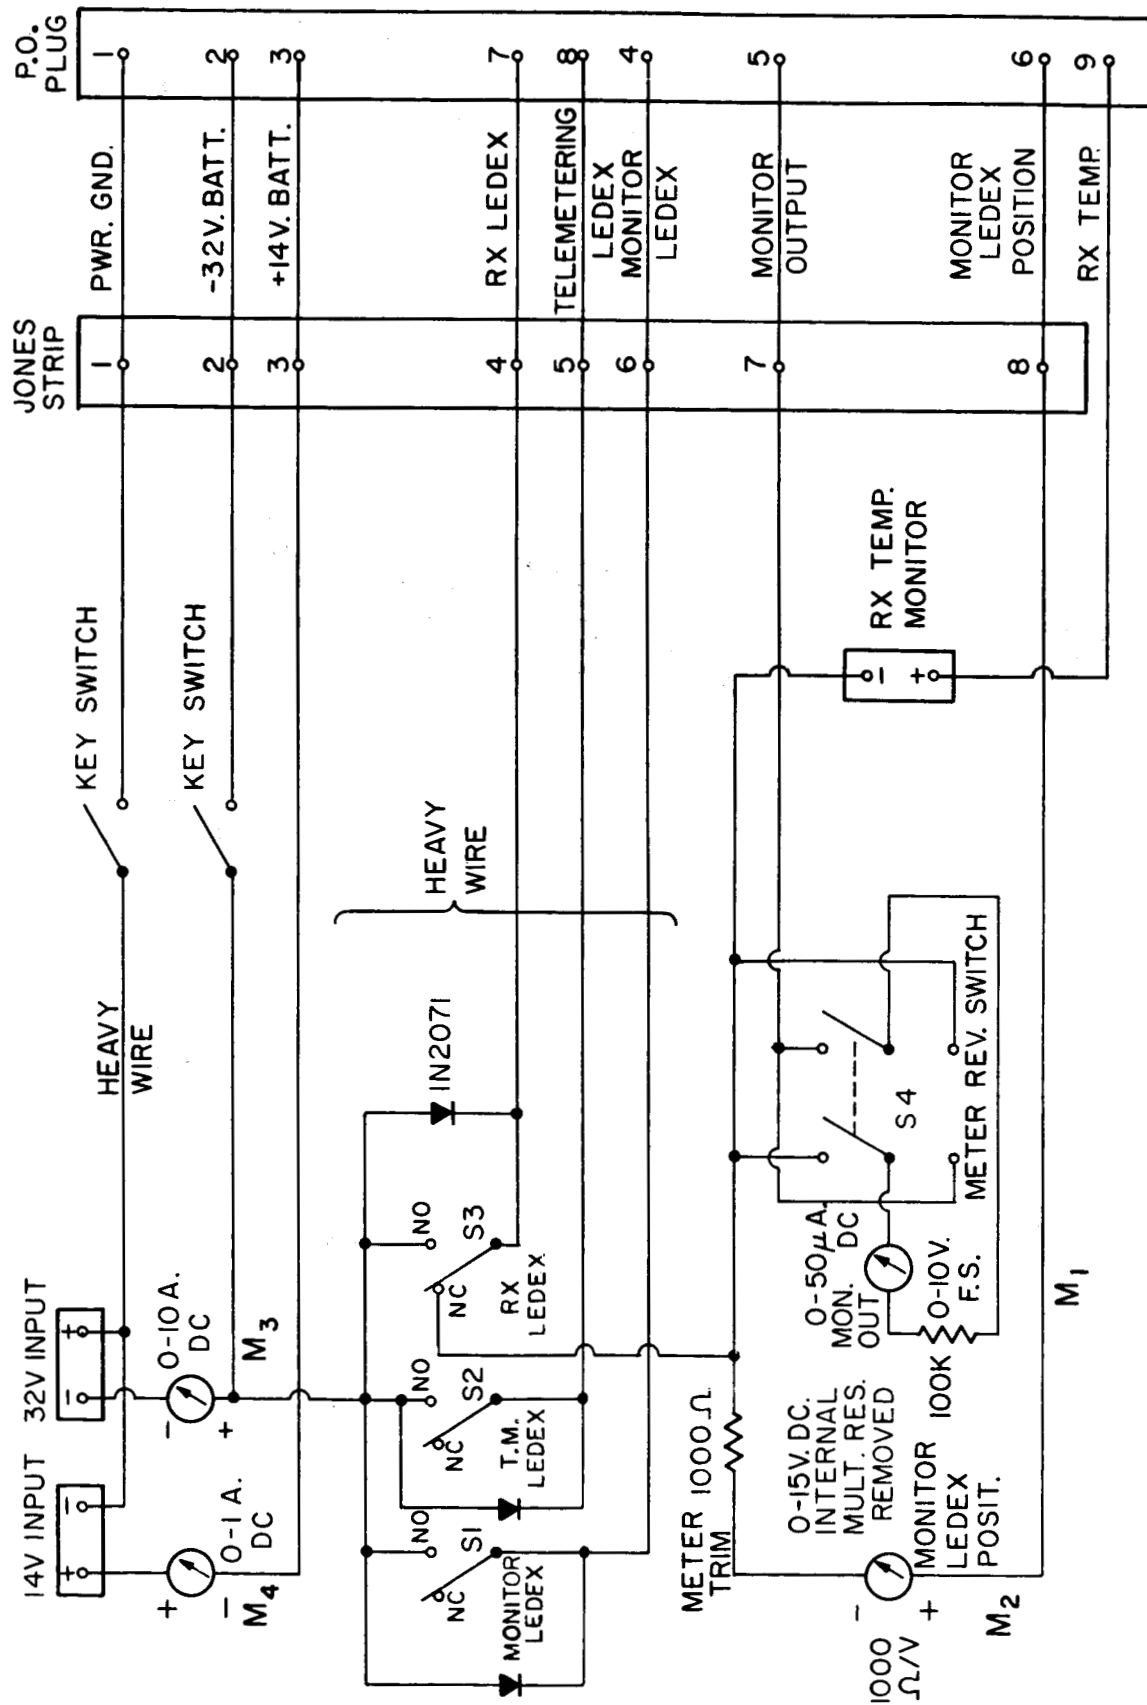 P.O.
PLUG
1
2
3
7
8
4
5
6
9
PWR. GND.
-32V. BATT.
+14V. BATT.
RX LEDEX
TELEMETERING
LEDEX
MONITOR
LEDEX
MONITOR
OUTPUT
MONITOR
LEDEX
POSITION
RX TEMP.
JONES
STRIP
1
2
3
4
5
6
7
8
KEY SWITCH
KEY SWITCH
HEAVY
WIRE
HEAVY
WIRE
RX TEMP.
MONITOR
-
+
32V INPUT
-
+
14V INPUT
+
-
-
0-10A.
DC
+
M3
+
0-1 A.
DC
-
M4
IN2071
NO
S3
NC
RX
LEDEX
NO
S2
NC
T.M.
LEDEX
NO
S1
NC
MONITOR
LEDEX
S4
METER REV. SWITCH
0-50μA.
DC
MON.
OUT
0-10V.
F.S.
100K
M1
METER
TRIM
1000Ω
0-15V. DC.
INTERNAL
MULT. RES.
REMOVED
MONITOR
LEDEX
POSIT.
-
+
M2
1000
Ω/V